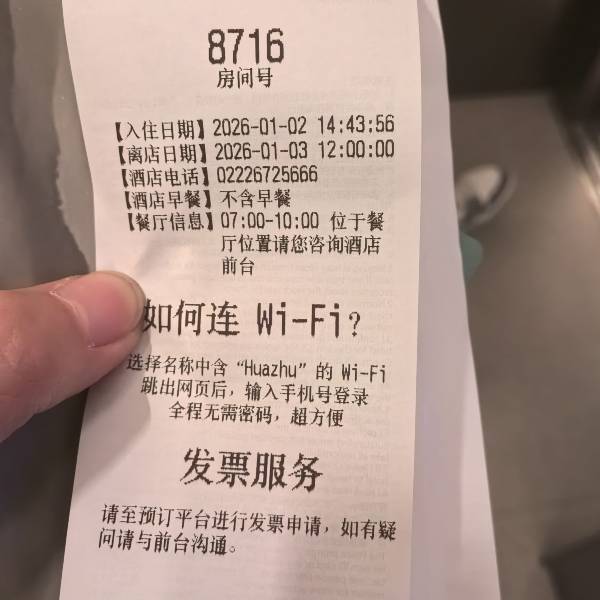 8716
房间号
【入住日期】2026-01-02 14:43:56
【离店日期】2026-01-03 12:00:00
【酒店电话】02226725666
【酒店早餐】不含早餐
【餐厅信息】07:00-10:00 位于餐
厅位置请您咨询酒店
前台
如何连 Wi-Fi?
选择名称中含“Huazhu”的 Wi-Fi
跳出网页后，输入手机号登录
全程无需密码，超方便
发票服务
请至预订平台进行发票申请，如有疑
问请与前台沟通。